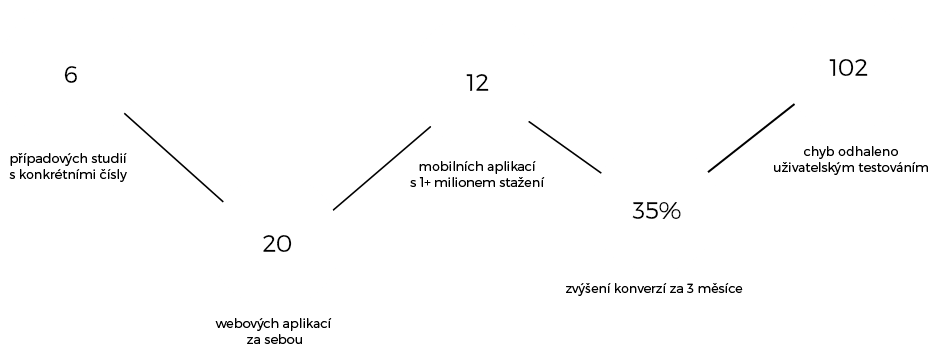 6
případových studií
s konkrétními čísly
20
webových aplikací
za sebou
12
mobilních aplikací
s 1+ milionem stažení
35%
zvýšení konverzí za 3 měsíce
102
chyb odhaleno
uživatelským testováním